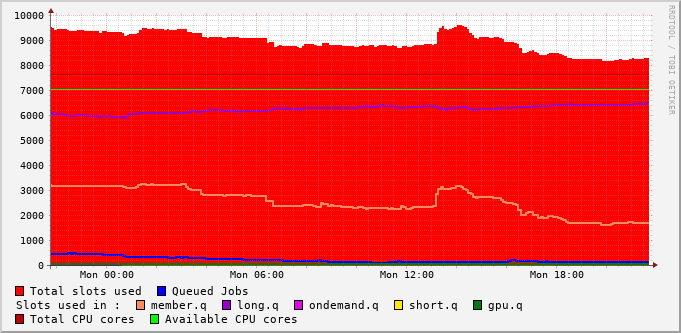 10000
9000
8000
7000
6000
5000
4000
3000
2000
1000
0
Mon 00:00 Mon 06:00 Mon 12:00 Mon 18:00
Total slots used Queued Jobs
Slots used in : member.q long.q ondemand.q short.q gpu.q
Total CPU cores Available CPU cores
RRDTOOL / TOBI OETIKER